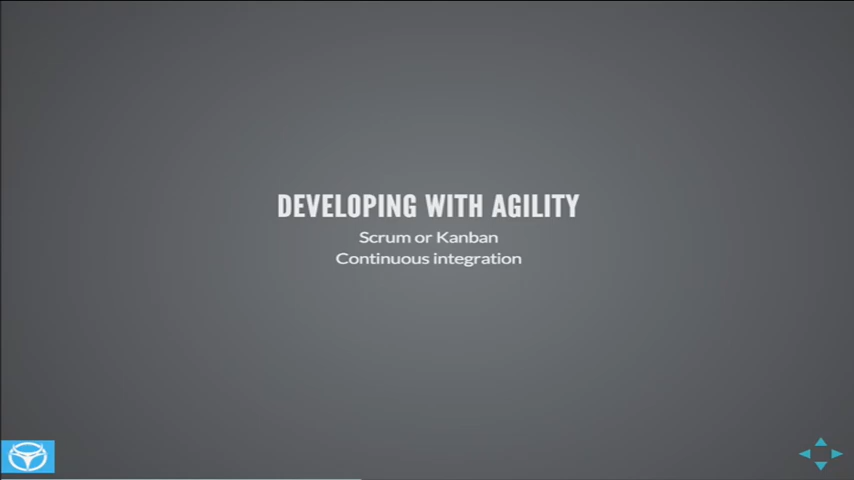 DEVELOPING WITH AGILITY
Scrum or Kanban
Continuous integration